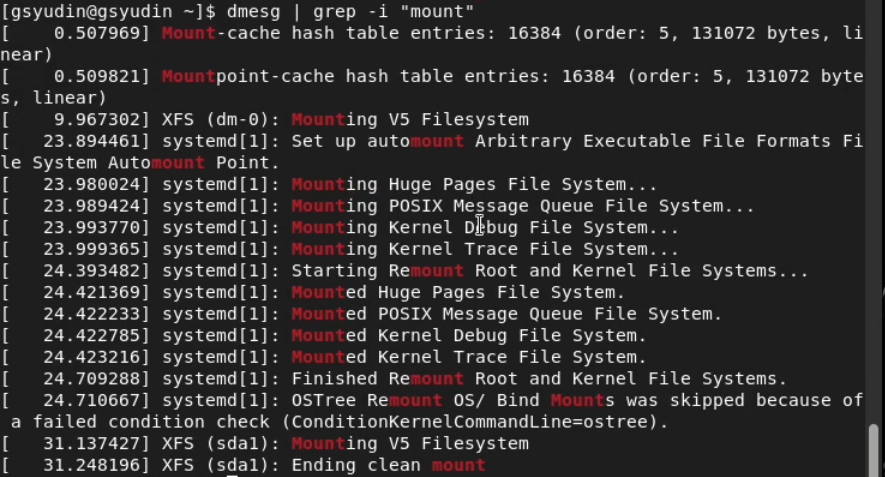 [gsyudin@gsyudin ~]$ dmesg | grep -i "mount"
[    0.507969] Mount-cache hash table entries: 16384 (order: 5, 131072 bytes, li
near)
[    0.509821] Mountpoint-cache hash table entries: 16384 (order: 5, 131072 byte
s, linear)
[    9.967302] XFS (dm-0): Mounting V5 Filesystem
[   23.894461] systemd[1]: Set up automount Arbitrary Executable File Formats Fi
le System Automount Point.
[   23.980024] systemd[1]: Mounting Huge Pages File System...
[   23.989424] systemd[1]: Mounting POSIX Message Queue File System...
[   23.993770] systemd[1]: Mounting Kernel Debug File System...
[   23.999365] systemd[1]: Mounting Kernel Trace File System...
[   24.393482] systemd[1]: Starting Remount Root and Kernel File Systems...
[   24.421369] systemd[1]: Mounted Huge Pages File System.
[   24.422233] systemd[1]: Mounted POSIX Message Queue File System.
[   24.422785] systemd[1]: Mounted Kernel Debug File System.
[   24.423216] systemd[1]: Mounted Kernel Trace File System.
[   24.709288] systemd[1]: Finished Remount Root and Kernel File Systems.
[   24.710667] systemd[1]: OSTree Remount OS/ Bind Mounts was skipped because of
 a failed condition check (ConditionKernelCommandLine=ostree).
[   31.137427] XFS (sda1): Mounting V5 Filesystem
[   31.248196] XFS (sda1): Ending clean mount